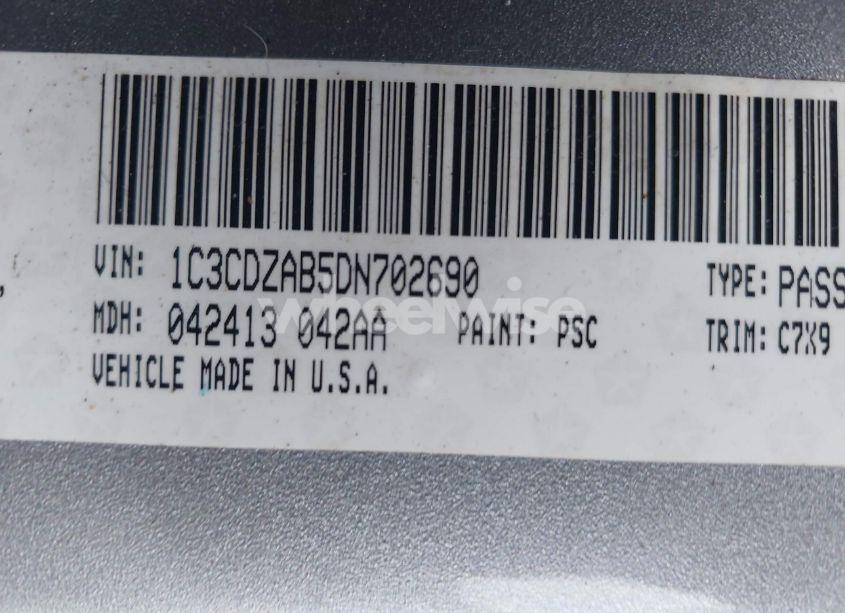 VIN: 1C3CDZAB5DN702690 TYPE: PASS
MDH: 042413 042AA PAINT: PSC TRIM: C7X9
VEHICLE MADE IN U.S.A.
wheelwise